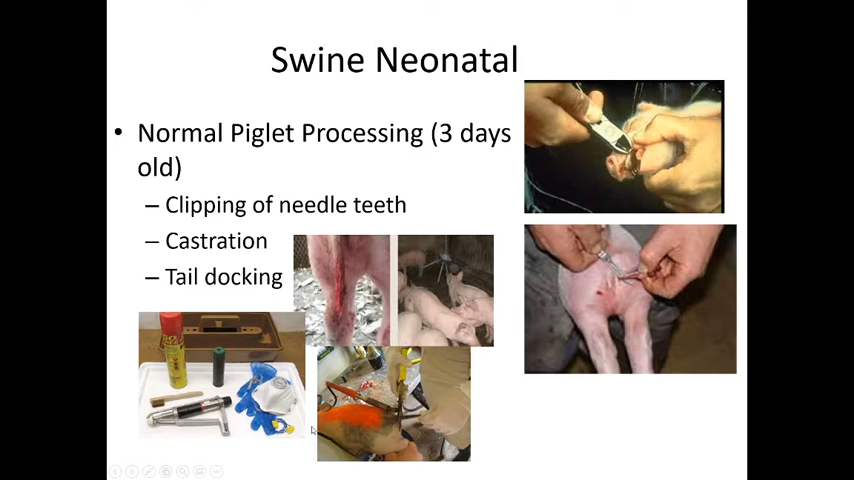 Swine Neonatal
• Normal Piglet Processing (3 days
old)
– Clipping of needle teeth
– Castration
– Tail docking